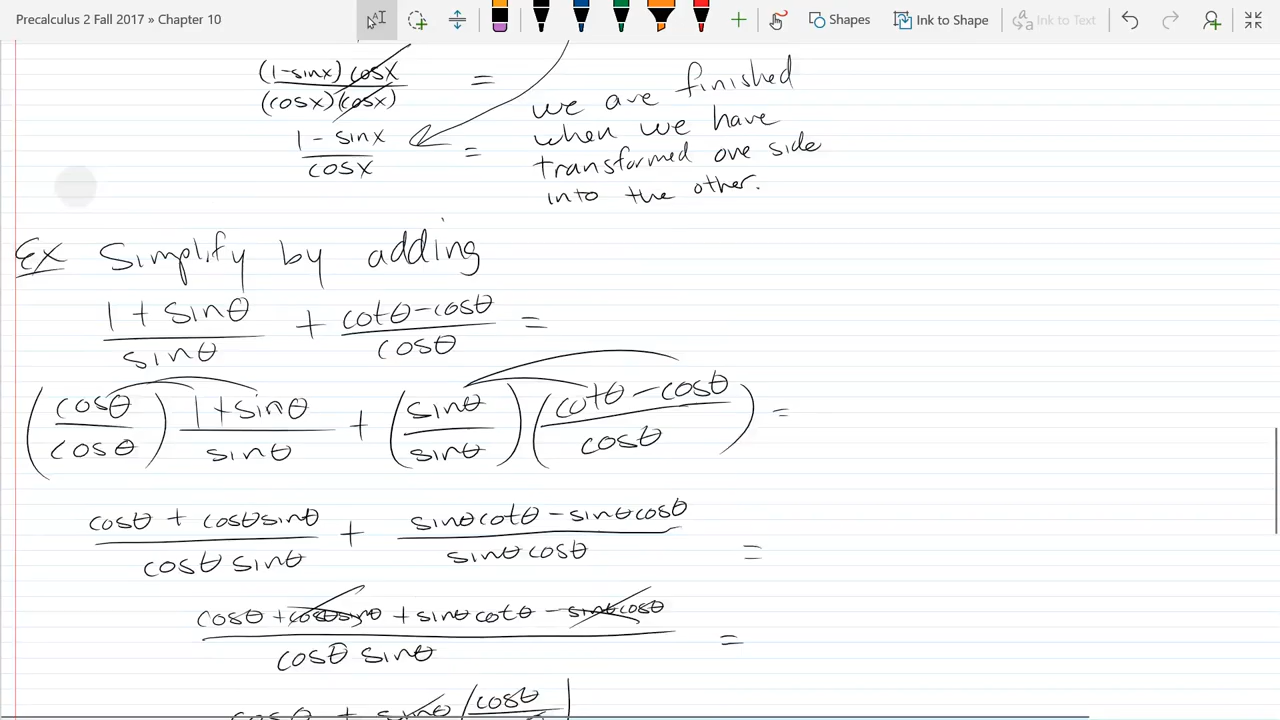 Precalculus 2 Fall 2017 » Chapter 10
Shapes
Ink to Shape
Ink to Text
(1-sinx) cosx
(cosx)(cosx)
=
1 - sinx
cosx
=
we are finished
when we have
transformed one side
into the other.
Ex Simplify by adding
1 + sinθ / sinθ + cotθ - cosθ / cosθ =
(cosθ / cosθ) 1 + sinθ / sinθ + (sinθ / sinθ) (cotθ - cosθ / cosθ) =
cosθ + cosθsinθ / cosθ sinθ + sinθcotθ - sinθcosθ / sinθ cosθ =
cosθ + cosθsinθ + sinθcotθ - sinθcosθ / cosθ sinθ =
cosθ + sinθ (cosθ